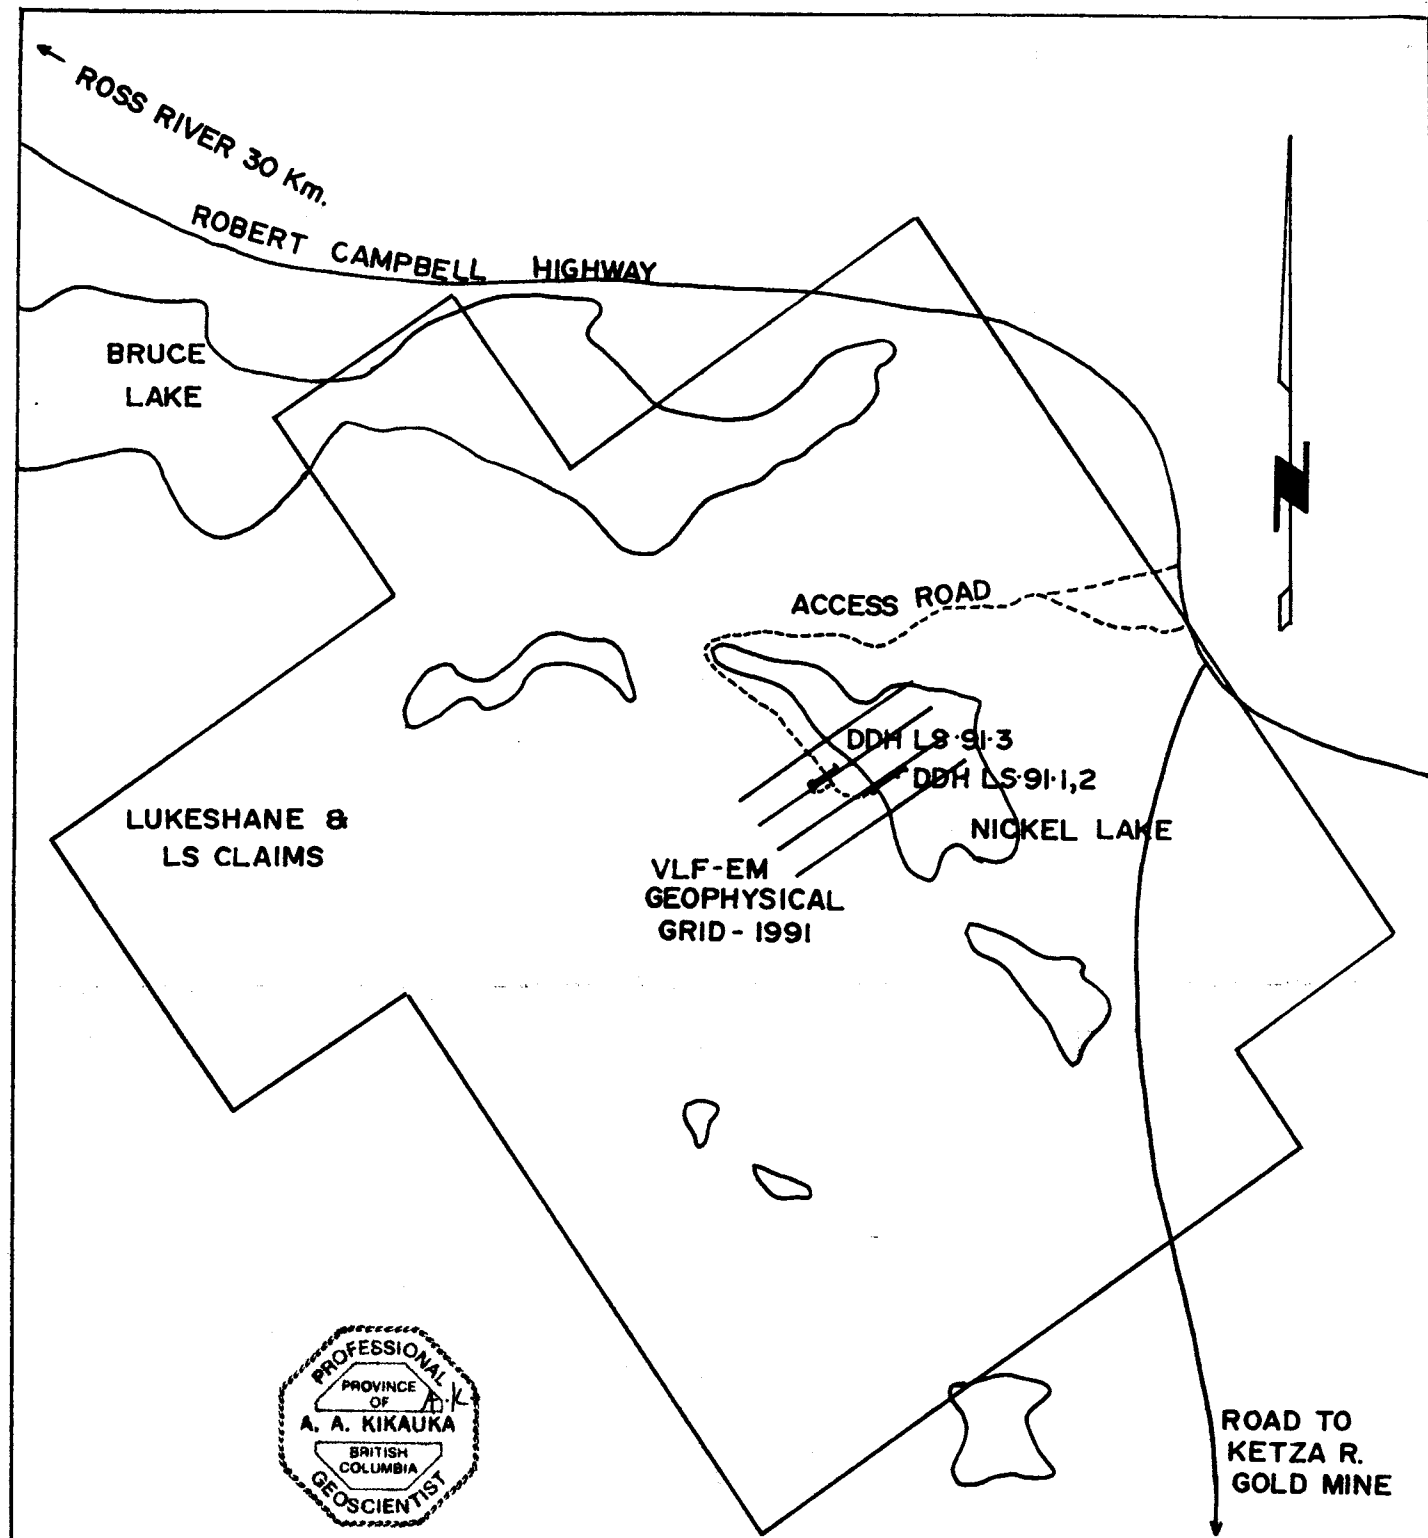 ROSS RIVER 30 Km.
ROBERT CAMPBELL HIGHWAY
BRUCE
LAKE
N
ACCESS ROAD
DDH LS·91·3
DDH LS·91·1,2
NICKEL LAKE
LUKESHANE &
LS CLAIMS
VLF-EM
GEOPHYSICAL
GRID - 1991
PROFESSIONAL
PROVINCE
OF
A.K.
A. A. KIKAUKA
BRITISH
COLUMBIA
GEOSCIENTIST
ROAD TO
KETZA R.
GOLD MINE